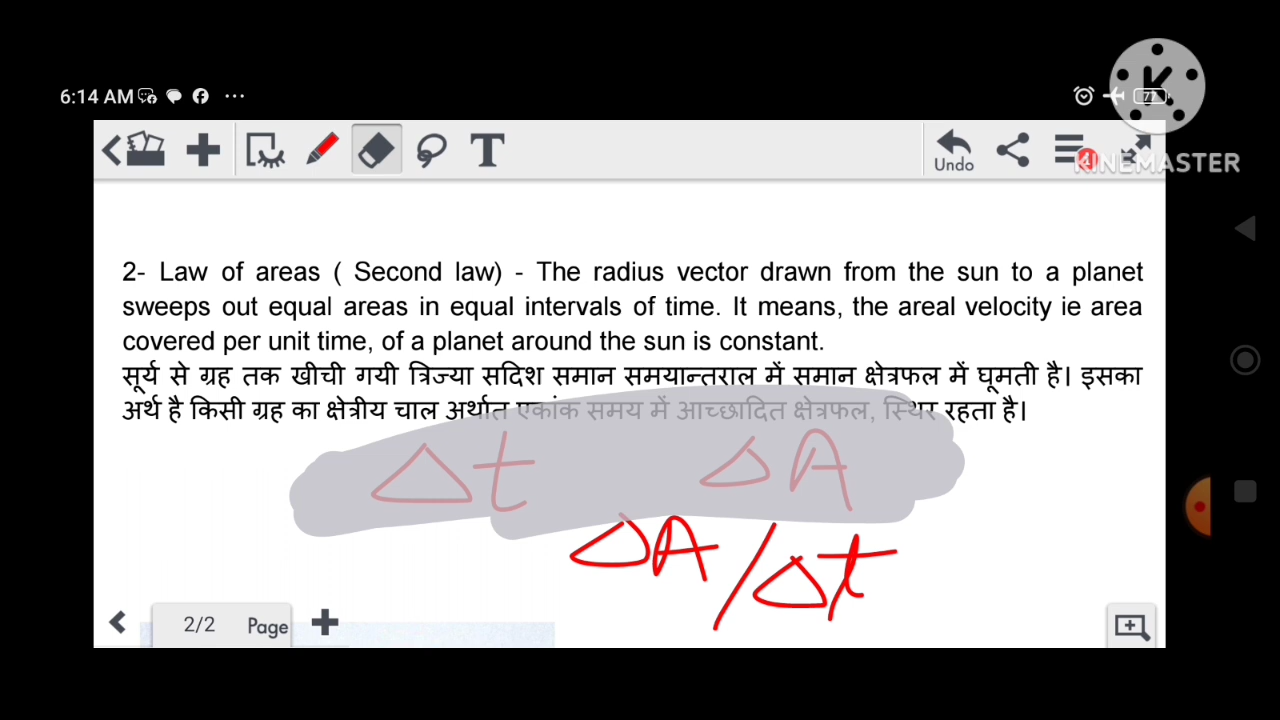 6:14 AM
77
KINEMASTER
T
Undo
4
2- Law of areas ( Second law) - The radius vector drawn from the sun to a planet
sweeps out equal areas in equal intervals of time. It means, the areal velocity ie area
covered per unit time, of a planet around the sun is constant.
सूर्य से ग्रह तक खीची गयी त्रिज्या सदिश समान समयान्तराल में समान क्षेत्रफल में घूमती है। इसका
अर्थ है किसी ग्रह का क्षेत्रीय चाल अर्थात एकांक समय में आच्छादित क्षेत्रफल, स्थिर रहता है।
Δt ΔA
ΔA/Δt
2/2 Page